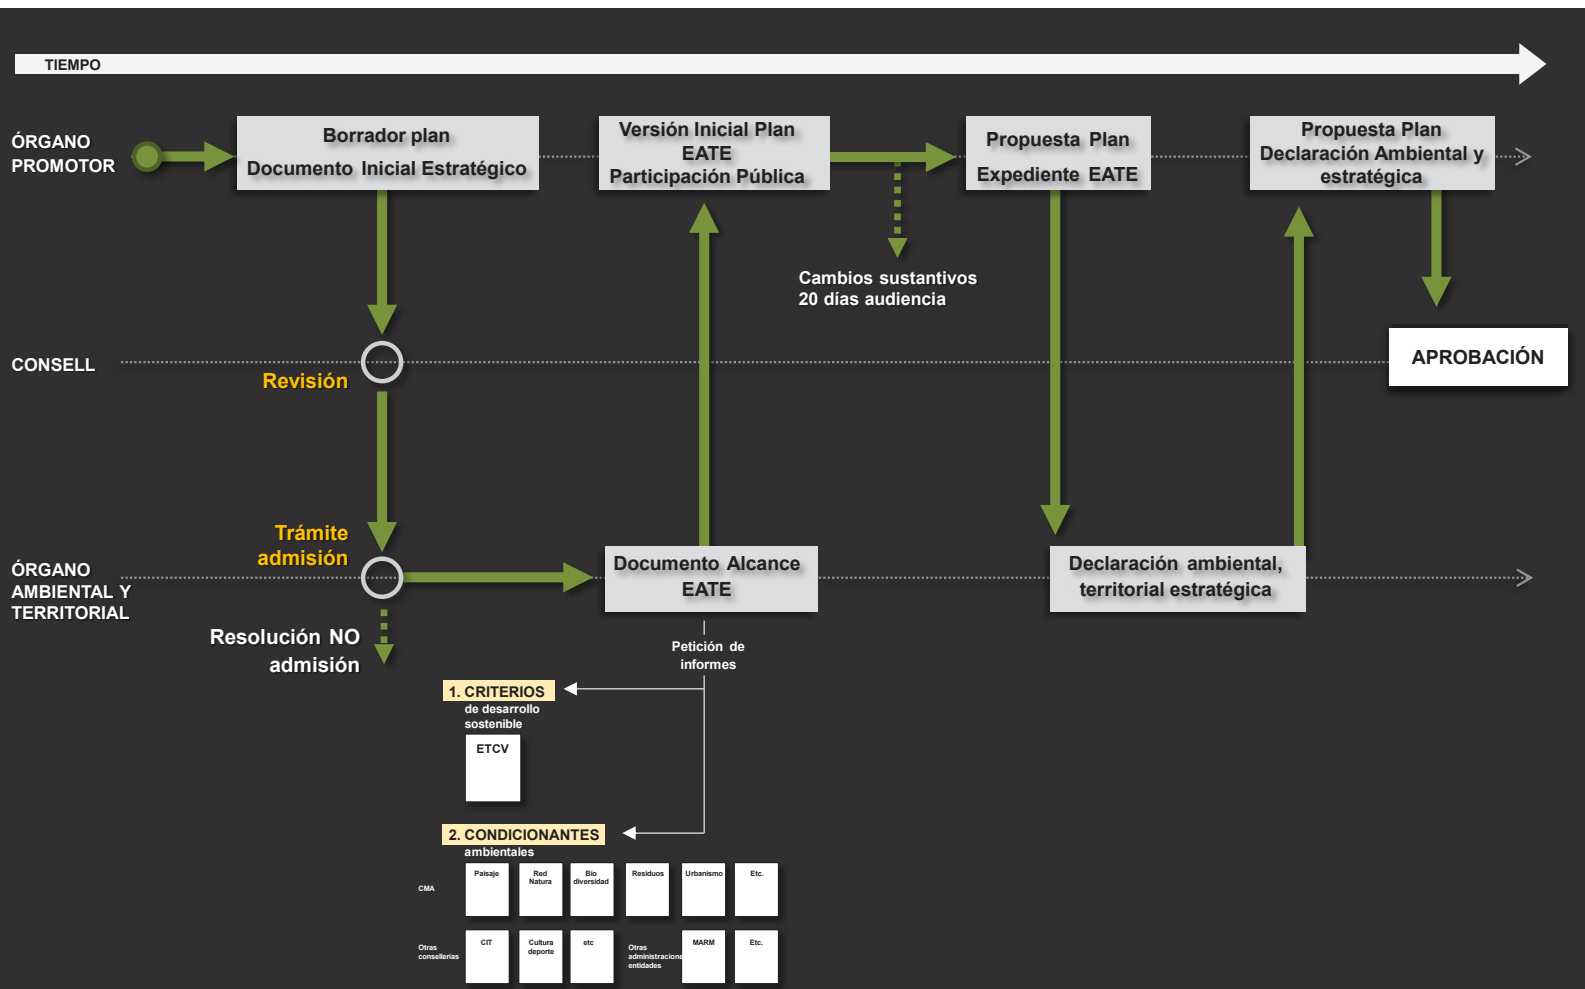 TIEMPO
ÓRGANO
PROMOTOR
Borrador plan
Documento Inicial Estratégico
Versión Inicial Plan
EATE
Participación Pública
Propuesta Plan
Expediente EATE
Propuesta Plan
Declaración Ambiental y
estratégica
Cambios sustantivos
20 días audiencia
CONSELL
Revisión
APROBACIÓN
Trámite
admisión
ÓRGANO
AMBIENTAL Y
TERRITORIAL
Documento Alcance
EATE
Declaración ambiental,
territorial estratégica
Resolución NO
admisión
Petición de
informes
1. CRITERIOS
de desarrollo
sostenible
ETCV
2. CONDICIONANTES
ambientales
CMA
Paisaje
Red
Natura
Bio
diversidad
Residuos
Urbanismo
Etc.
Otras
consellerias
CIT
Cultura
deporte
etc
Otras
administracione
entidades
MARM
Etc.